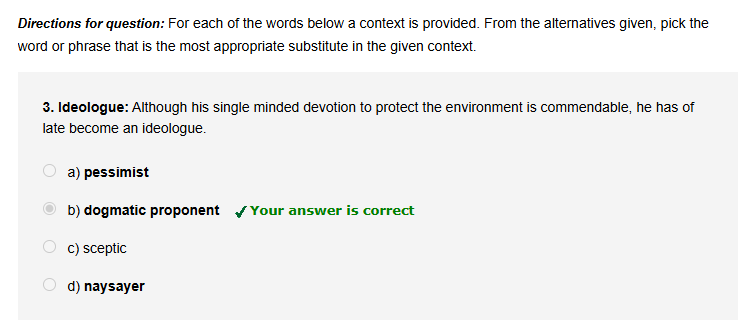 Directions for question: For each of the words below a context is provided. From the alternatives given, pick the
word or phrase that is the most appropriate substitute in the given context.
3. Ideologue: Although his single minded devotion to protect the environment is commendable, he has of
late become an ideologue.
a) pessimist
b) dogmatic proponent ✓Your answer is correct
c) sceptic
d) naysayer